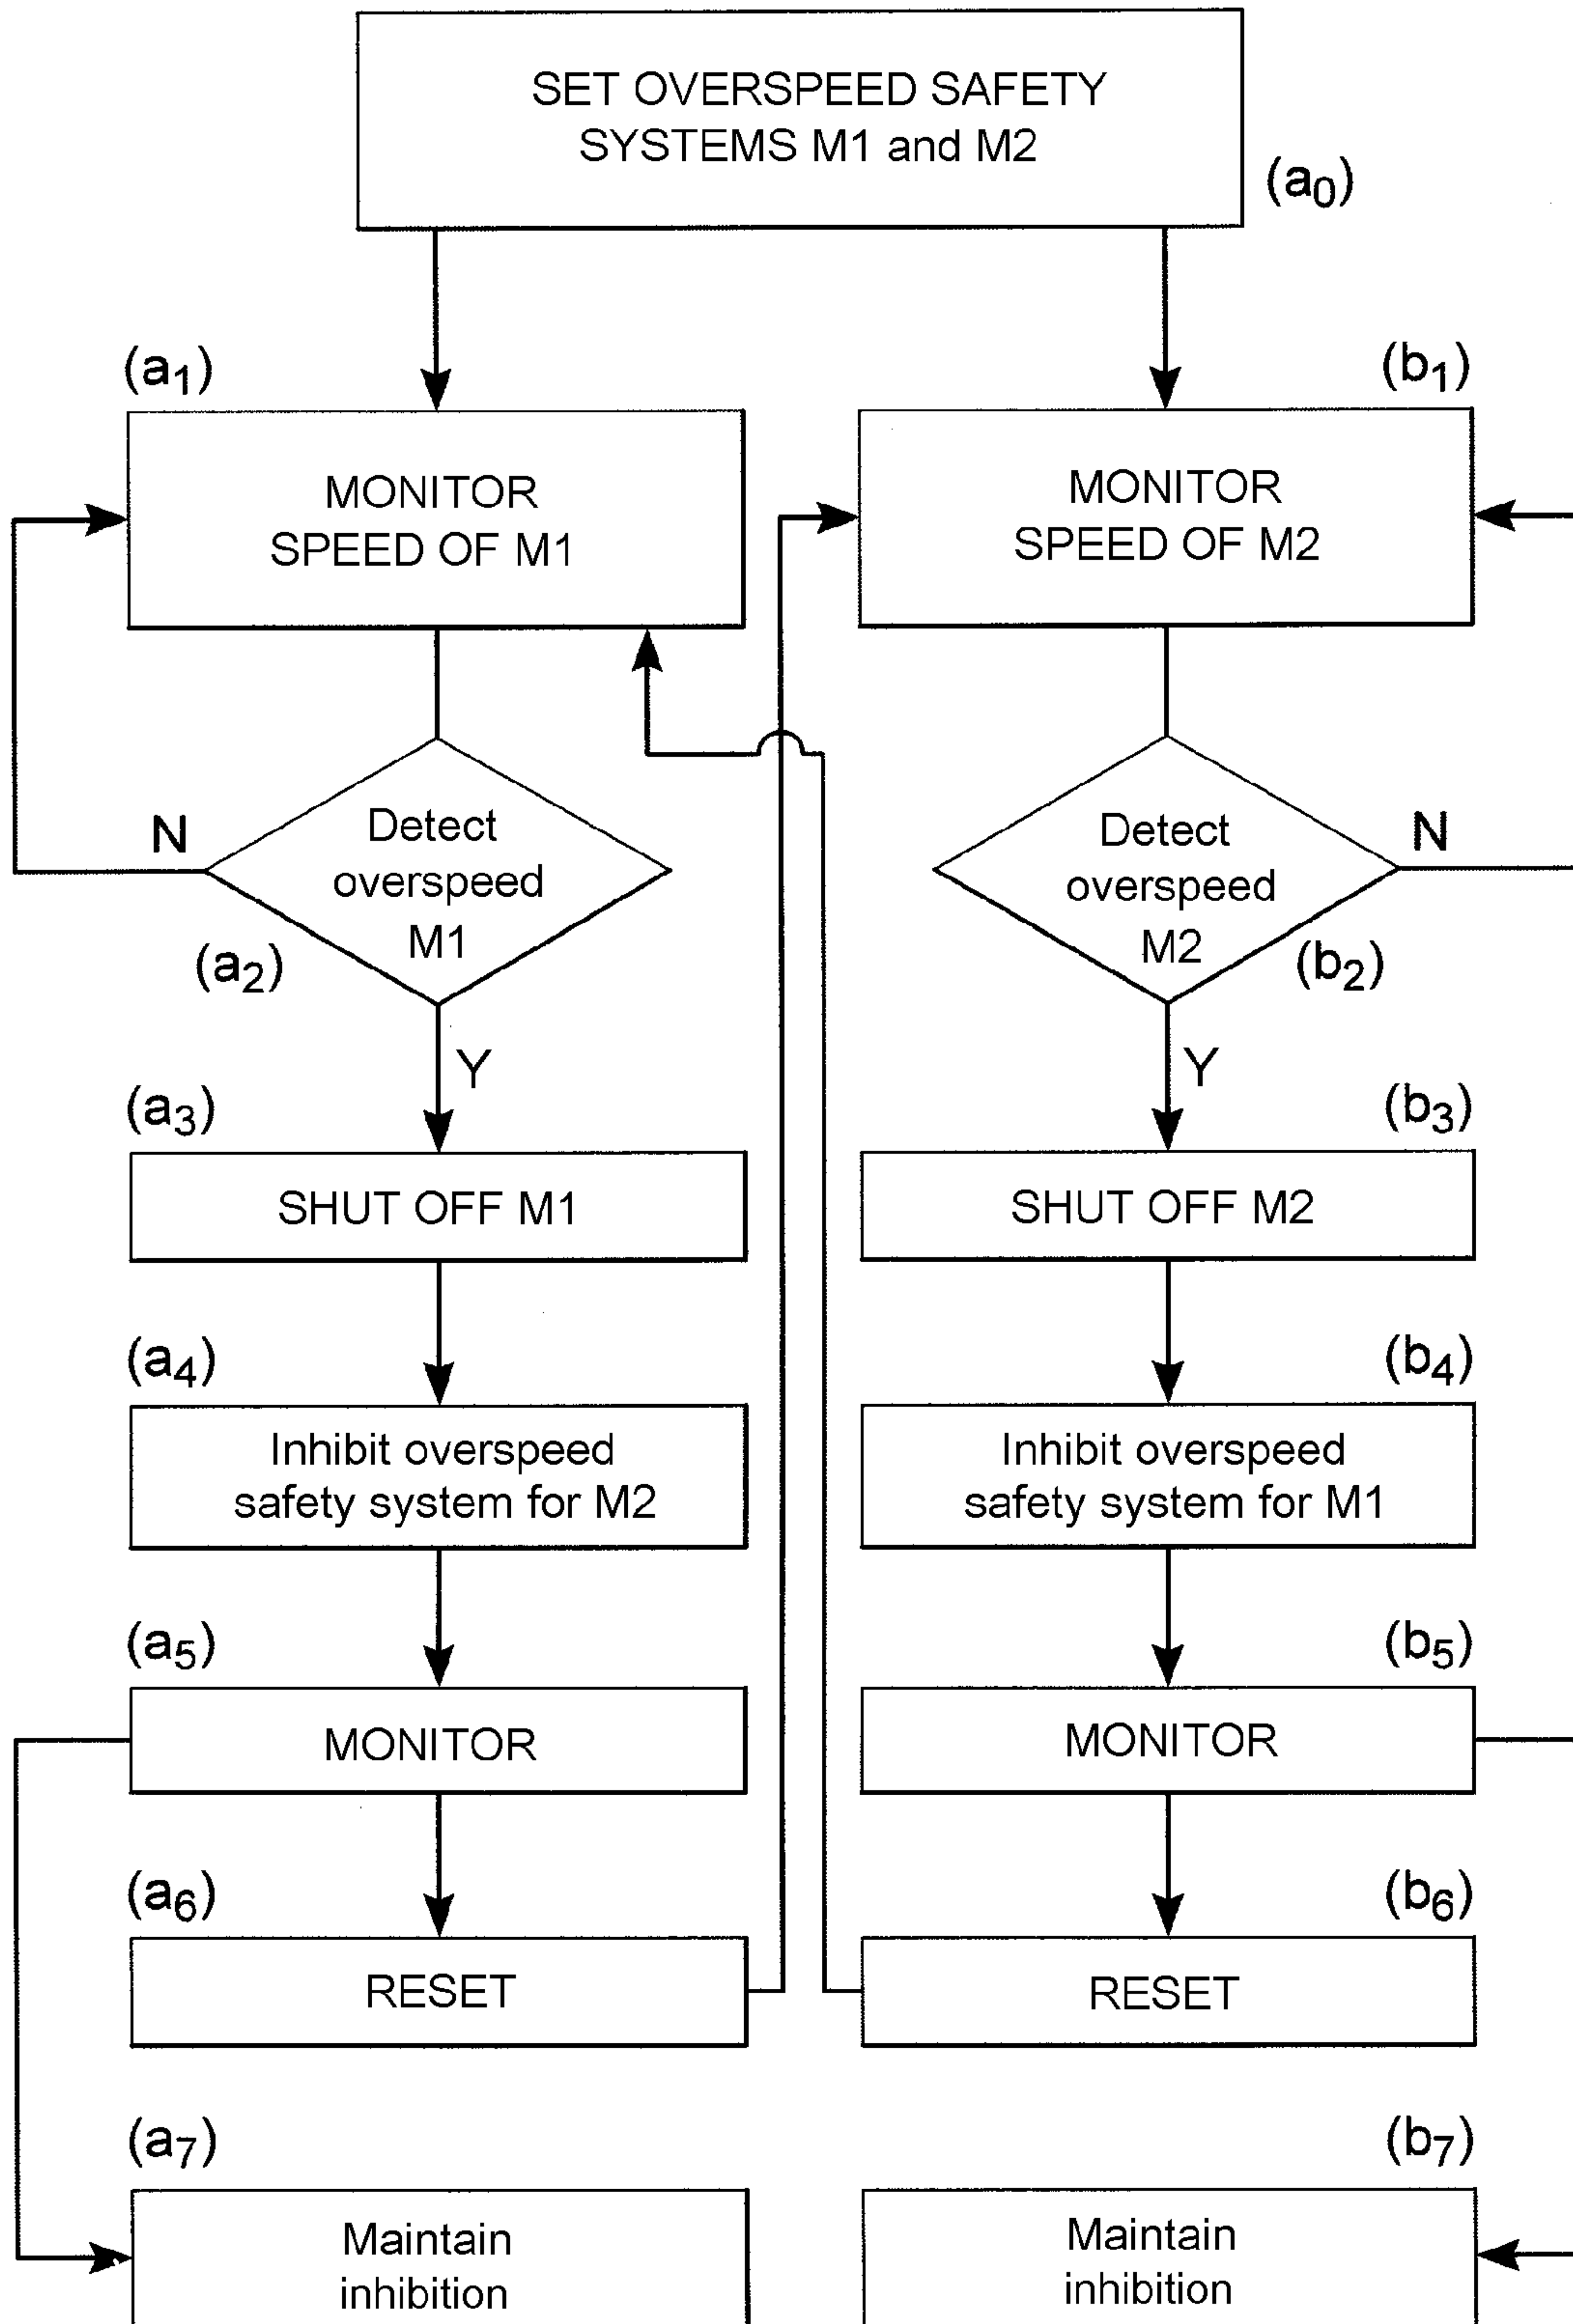 SET OVERSPEED SAFETY
SYSTEMS M1 and M2
(a0)
(a1)
(b1)
MONITOR
SPEED OF M1
MONITOR
SPEED OF M2
N
Detect
overspeed
M1
(a2)
Detect
overspeed
M2
N
(b2)
Y
Y
(a3)
(b3)
SHUT OFF M1
SHUT OFF M2
(a4)
(b4)
Inhibit overspeed
safety system for M2
Inhibit overspeed
safety system for M1
(a5)
(b5)
MONITOR
MONITOR
(a6)
(b6)
RESET
RESET
(a7)
(b7)
Maintain
inhibition
Maintain
inhibition